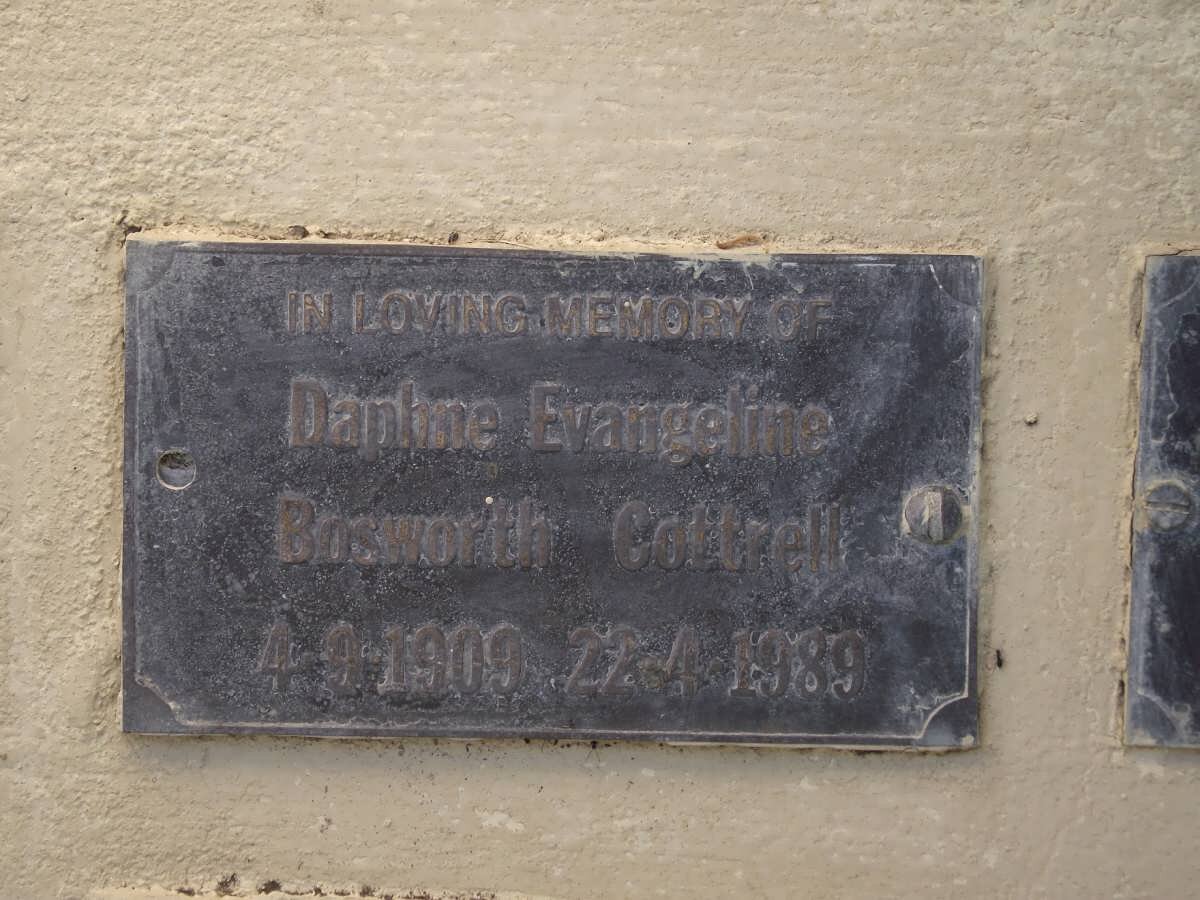 IN LOVING MEMORY OF
Daphne Evangeline
Bosworth Cottrell
4-9-1909 22-4-1989